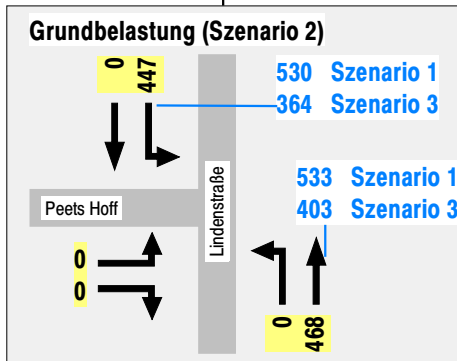 Grundbelastung (Szenario 2)
0
447
530 Szenario 1
364 Szenario 3
Peets Hoff
Lindenstraße
533 Szenario 1
403 Szenario 3
0
0
0
468